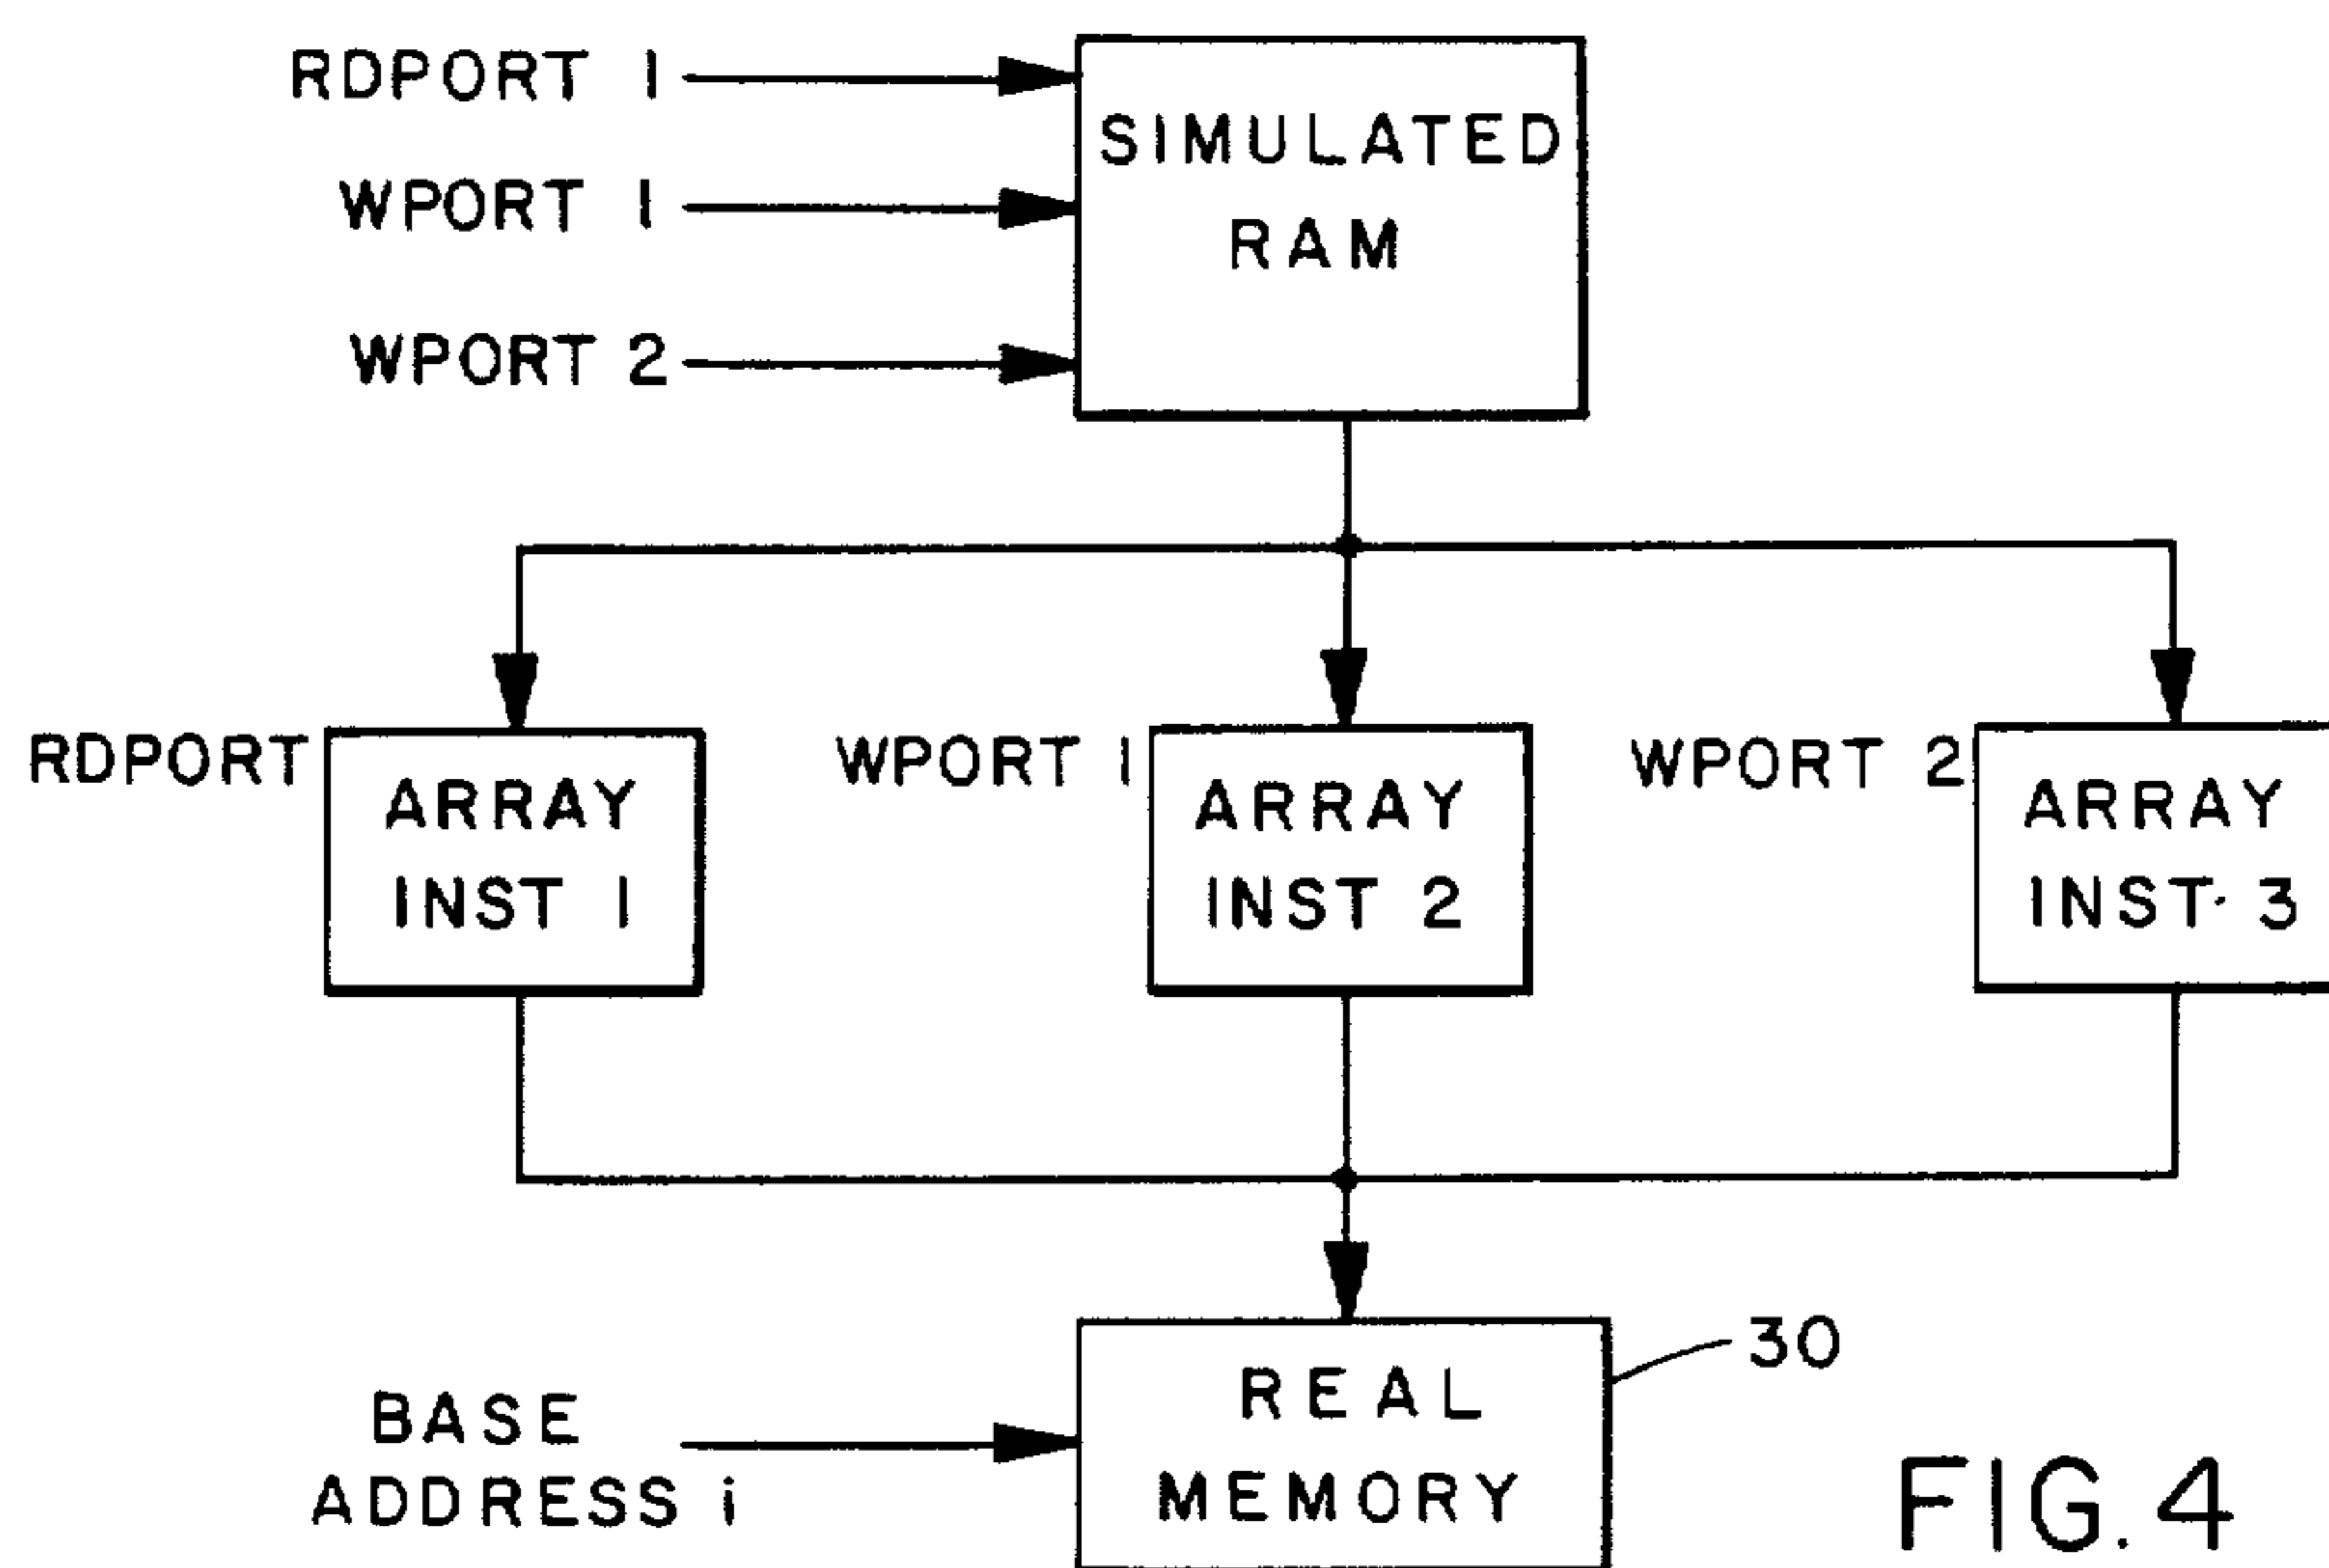 RDPORT 1
WPORT 1
WPORT 2
SIMULATED
RAM
RDPORT
ARRAY
INST 1
WPORT 1
ARRAY
INST 2
WPORT 2
ARRAY
INST 3
BASE
ADDRESS i
REAL
MEMORY
30
FIG. 4